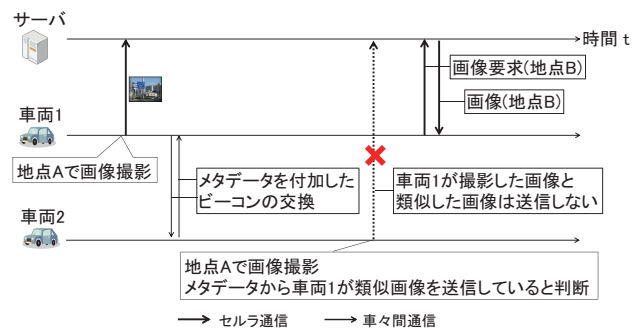 サーバ
時間 t
画像要求(地点B)
画像(地点B)
車両1
地点Aで画像撮影
メタデータを付加した
ビーコンの交換
車両1が撮影した画像と
類似した画像は送信しない
車両2
地点Aで画像撮影
メタデータから車両1が類似画像を送信していると判断
セルラ通信
車々間通信